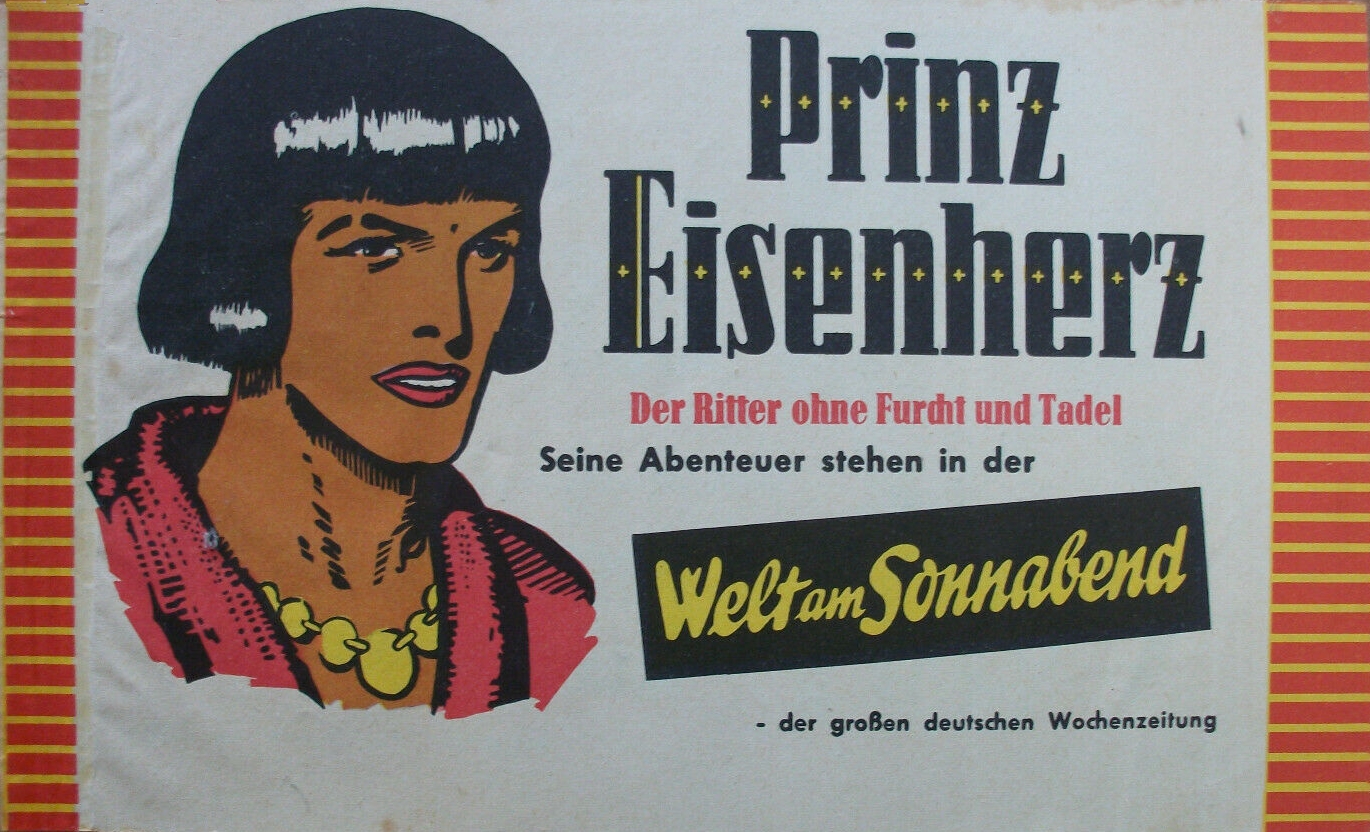 Prinz
Eisenherz
Der Ritter ohne Furcht und Tadel
Seine Abenteuer stehen in der
Welt am Sonnabend
- der großen deutschen Wochenzeitung